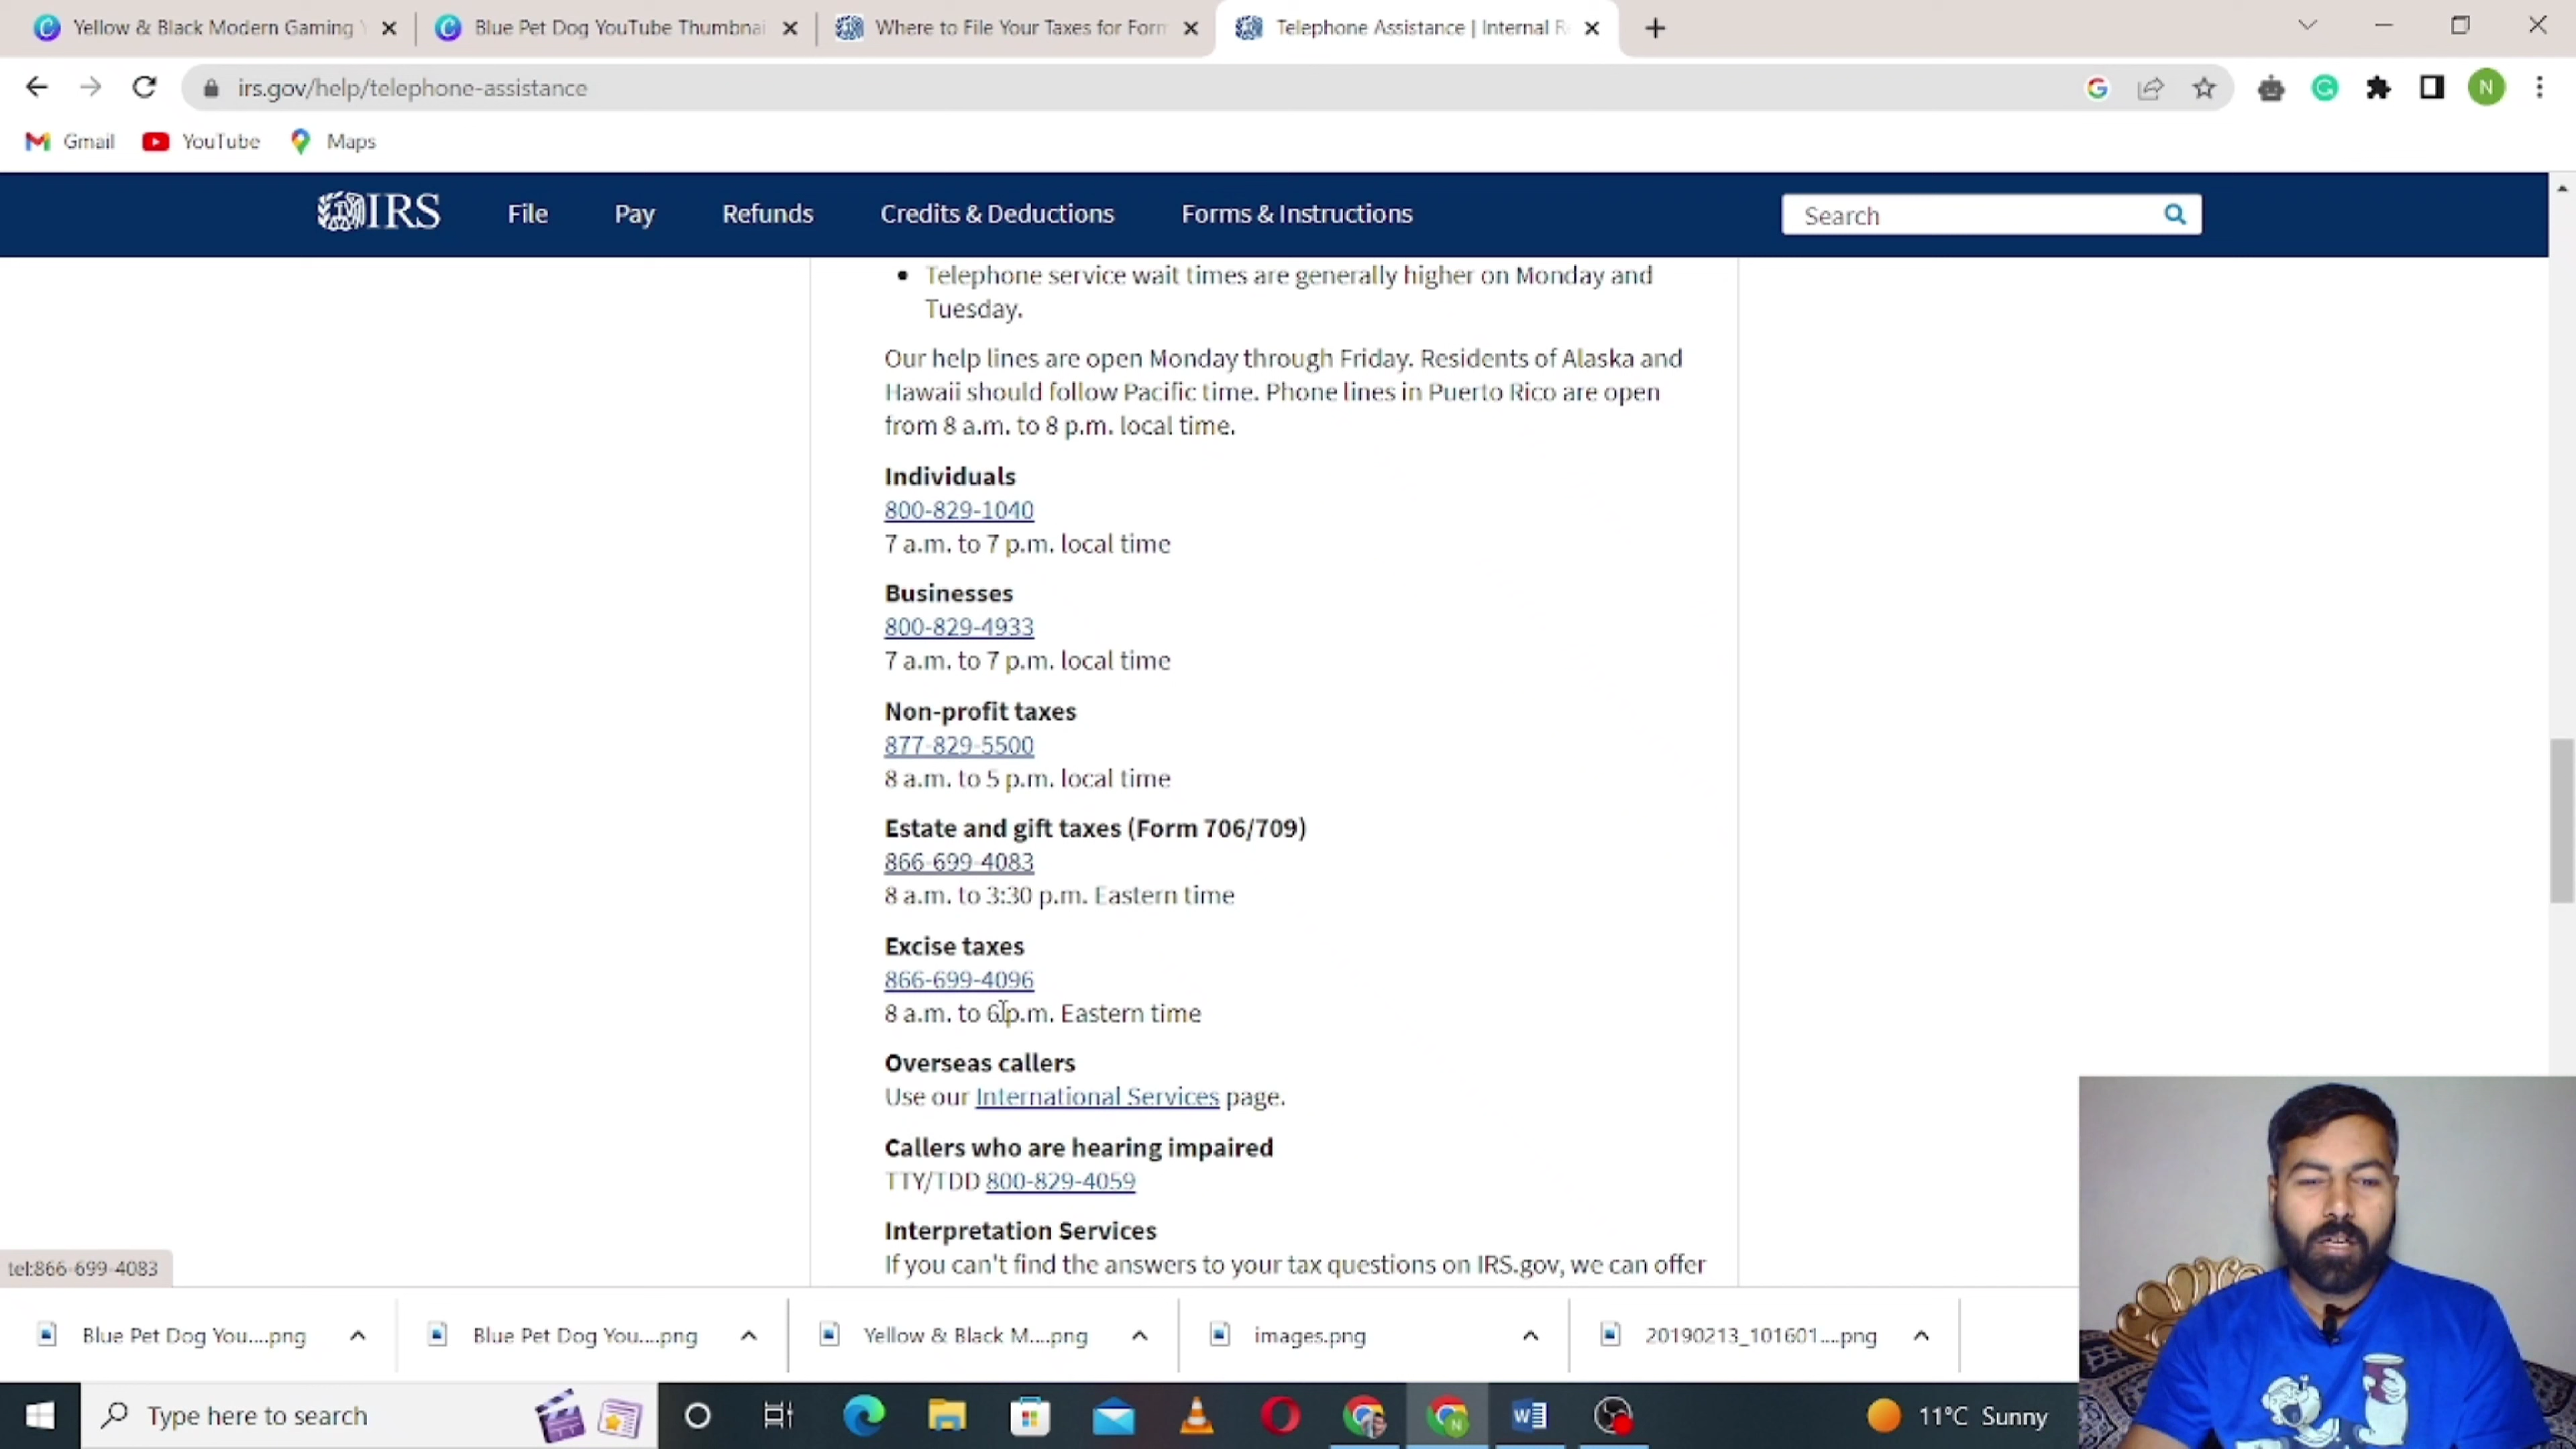 Yellow & Black Modern Gaming Y
Blue Pet Dog YouTube Thumbnai
Where to File Your Taxes for Form
Telephone Assistance | Internal R
irs.gov/help/telephone-assistance
N
Gmail
YouTube
Maps
IRS
File
Pay
Refunds
Credits & Deductions
Forms & Instructions
Search
• Telephone service wait times are generally higher on Monday and
Tuesday.
Our help lines are open Monday through Friday. Residents of Alaska and
Hawaii should follow Pacific time. Phone lines in Puerto Rico are open
from 8 a.m. to 8 p.m. local time.
Individuals
800-829-1040
7 a.m. to 7 p.m. local time
Businesses
800-829-4933
7 a.m. to 7 p.m. local time
Non-profit taxes
877-829-5500
8 a.m. to 5 p.m. local time
Estate and gift taxes (Form 706/709)
866-699-4083
8 a.m. to 3:30 p.m. Eastern time
Excise taxes
866-699-4096
8 a.m. to 6 p.m. Eastern time
Overseas callers
Use our International Services page.
Callers who are hearing impaired
TTY/TDD 800-829-4059
Interpretation Services
If you can't find the answers to your tax questions on IRS.gov, we can offer
tel:866-699-4083
Blue Pet Dog You....png
Blue Pet Dog You....png
Yellow & Black M....png
images.png
20190213_101601....png
Type here to search
11°C Sunny